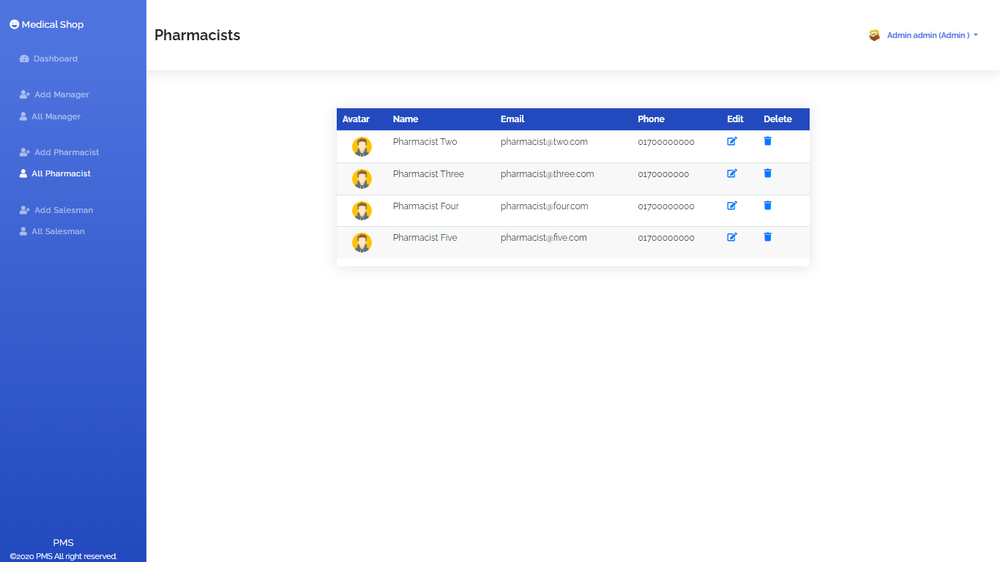 Medical Shop
Dashboard
Add Manager
All Manager
Add Pharmacist
All Pharmacist
Add Salesman
All Salesman
PMS
©2020 PMS All right reserved.
Pharmacists
Admin admin (Admin )
Avatar Name Email Phone Edit Delete
Pharmacist Two pharmacist@two.com 01700000000
Pharmacist Three pharmacist@three.com 0170000000
Pharmacist Four pharmacist@four.com 01700000000
Pharmacist Five pharmacist@five.com 01700000000